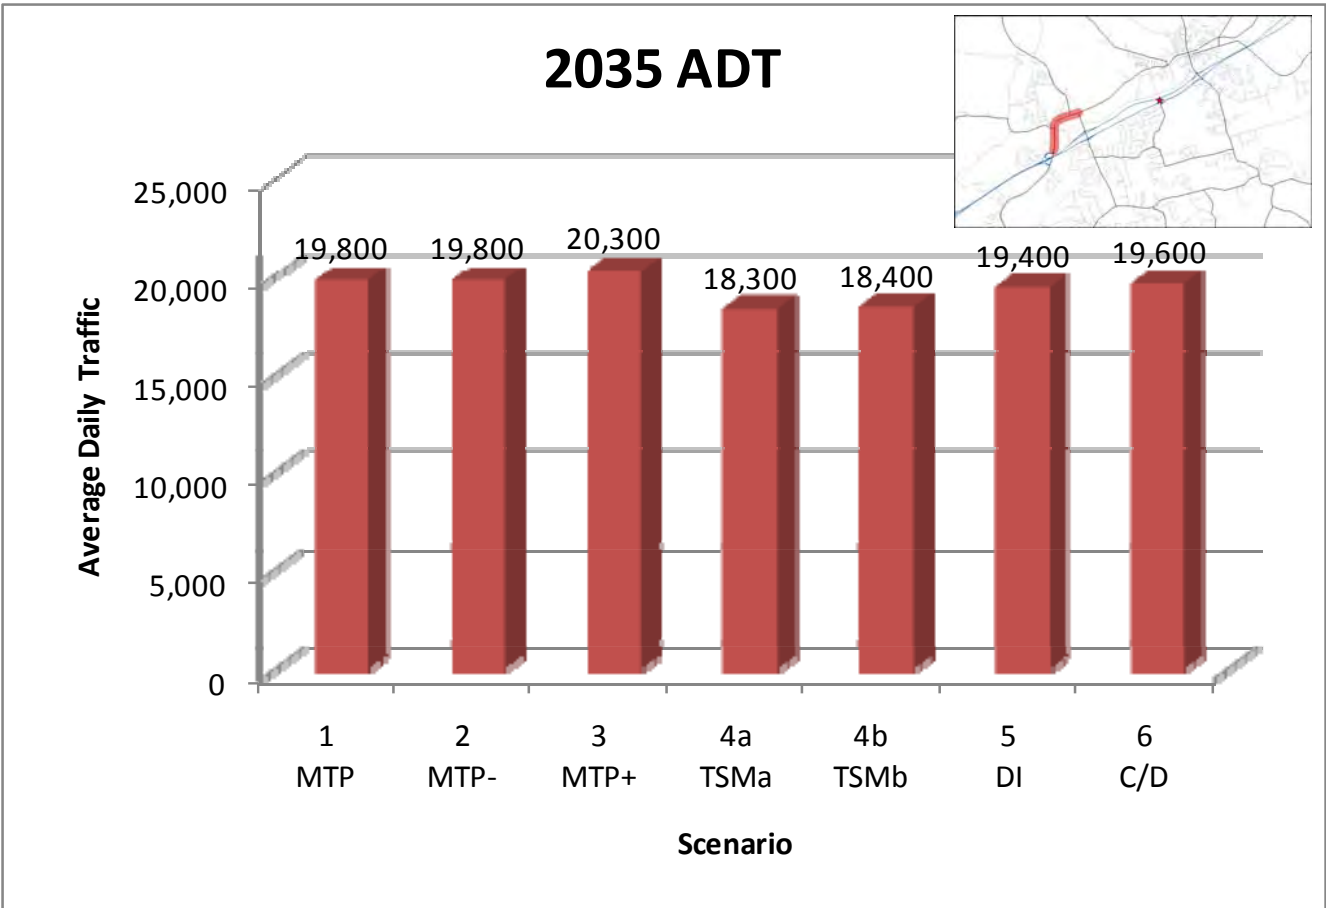 2035 ADT
Average Daily Traffic
25,000
20,000
15,000
10,000
5,000
0
19,800
19,800
20,300
18,300
18,400
19,400
19,600
1 2 3 4a 4b 5 6
MTP MTP- MTP+ TSMa TSMb DI C/D
Scenario